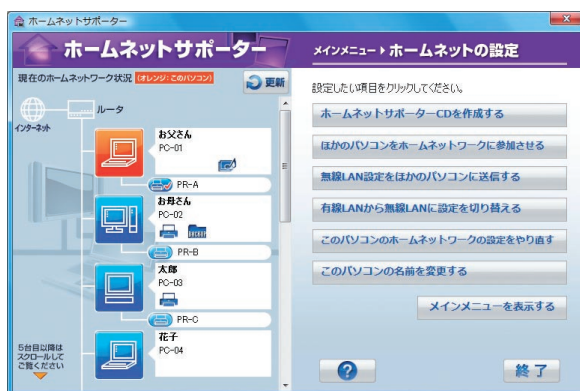 ホームネットサポーター
ホームネットサポーター
メインメニュー▶ホームネットの設定
現在のホームネットワーク状況 (オレンジ:このパソコン)
更新
設定したい項目をクリックしてください。
ルータ
インターネット
お父さん
PC-01
PR-A
お母さん
PC-02
BACKUP
PR-B
太郎
PC-03
PR-C
花子
PC-04
5台目以降は
スクロールして
ご覧ください
ホームネットサポーターCDを作成する
ほかのパソコンをホームネットワークに参加させる
無線LAN設定をほかのパソコンに送信する
有線LANから無線LANに設定を切り替える
このパソコンのホームネットワークの設定をやり直す
このパソコンの名前を変更する
メインメニューを表示する
?
終了